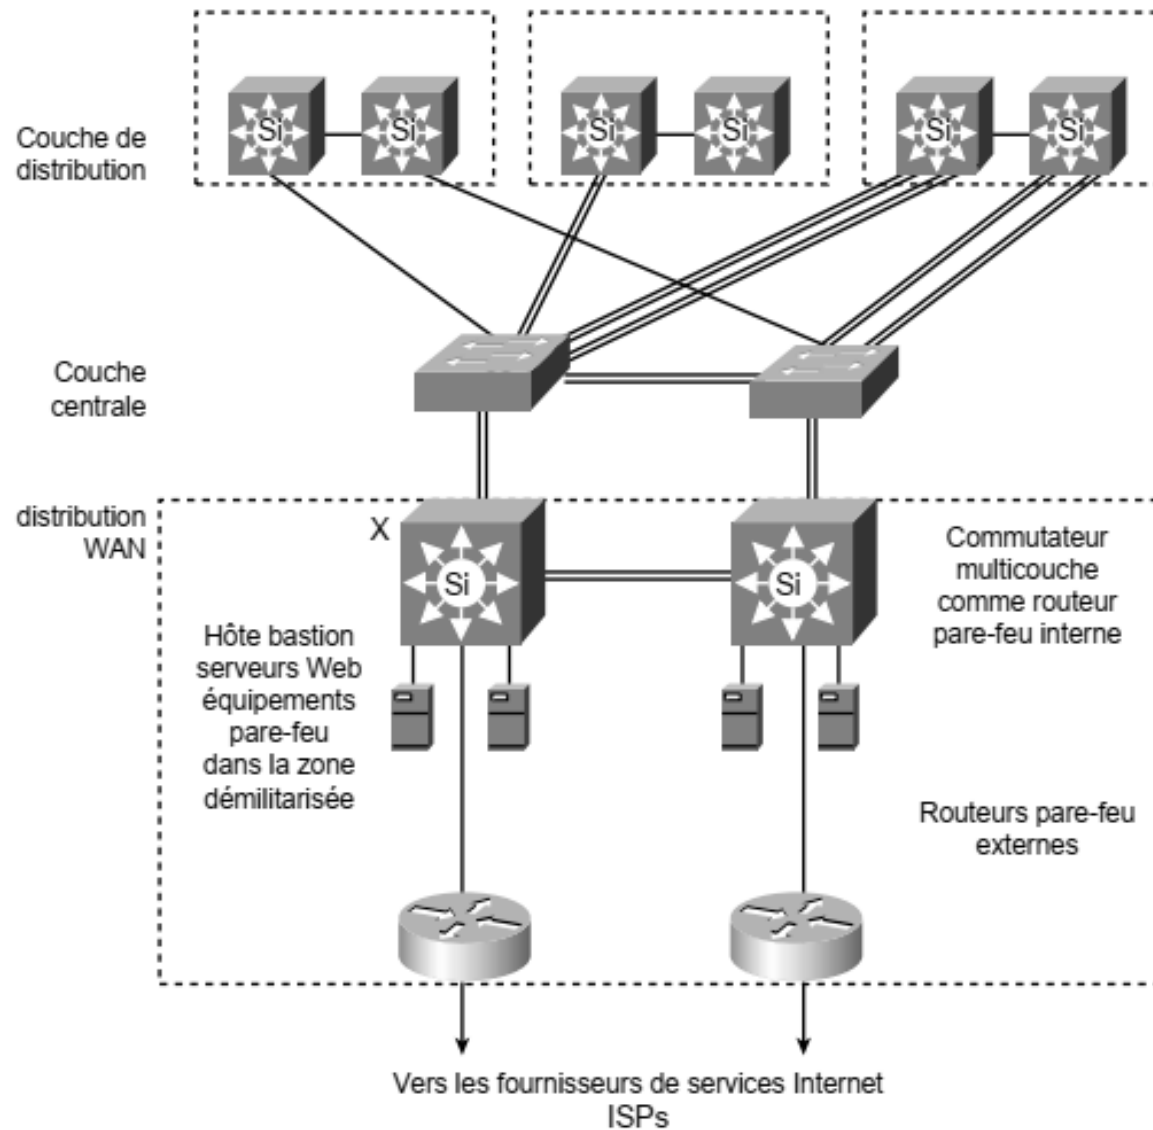 Si
Si
Si
Si
Si
Si
Couche de
distribution
Couche
centrale
distribution
WAN
X
Si
Si
Commutateur
multicouche
comme routeur
pare-feu interne
Hôte bastion
serveurs Web
équipements
pare-feu
dans la zone
démilitarisée
Routeurs pare-feu
externes
Vers les fournisseurs de services Internet
ISPs